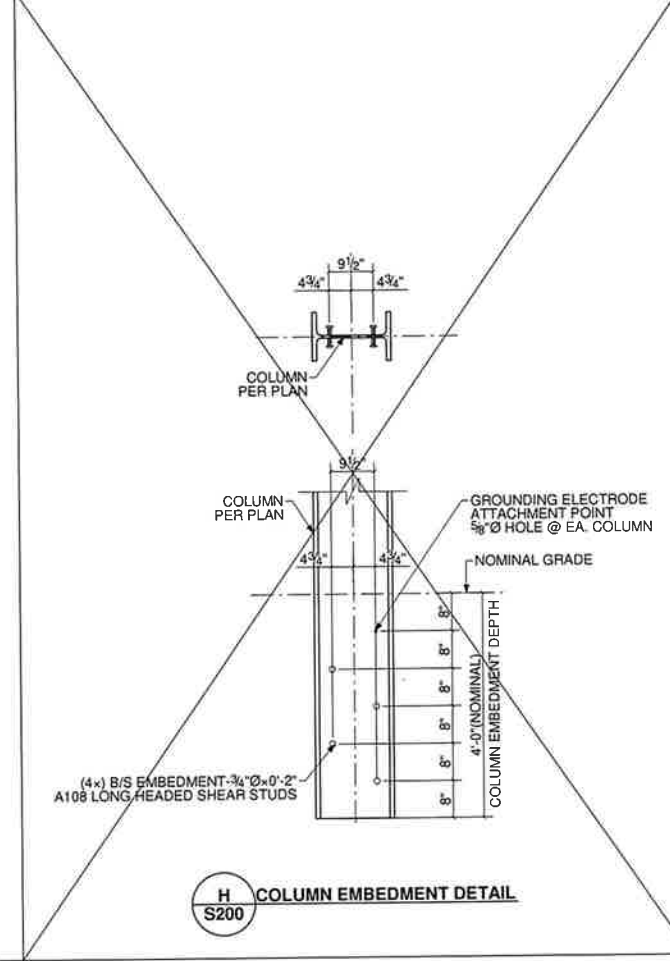 9½"
4¾" 4¾"
COLUMN
PER PLAN
9½"
COLUMN
PER PLAN
GROUNDING ELECTRODE
ATTACHMENT POINT
⅝"Ø HOLE @ EA. COLUMN
4¾" 4¾"
NOMINAL GRADE
8"
8"
8"
8"
8"
8"
4'-0"(NOMINAL)
COLUMN EMBEDMENT DEPTH
(4x) B/S EMBEDMENT-¾"Øx0'-2"
A108 LONG HEADED SHEAR STUDS
H
S200
COLUMN EMBEDMENT DETAIL